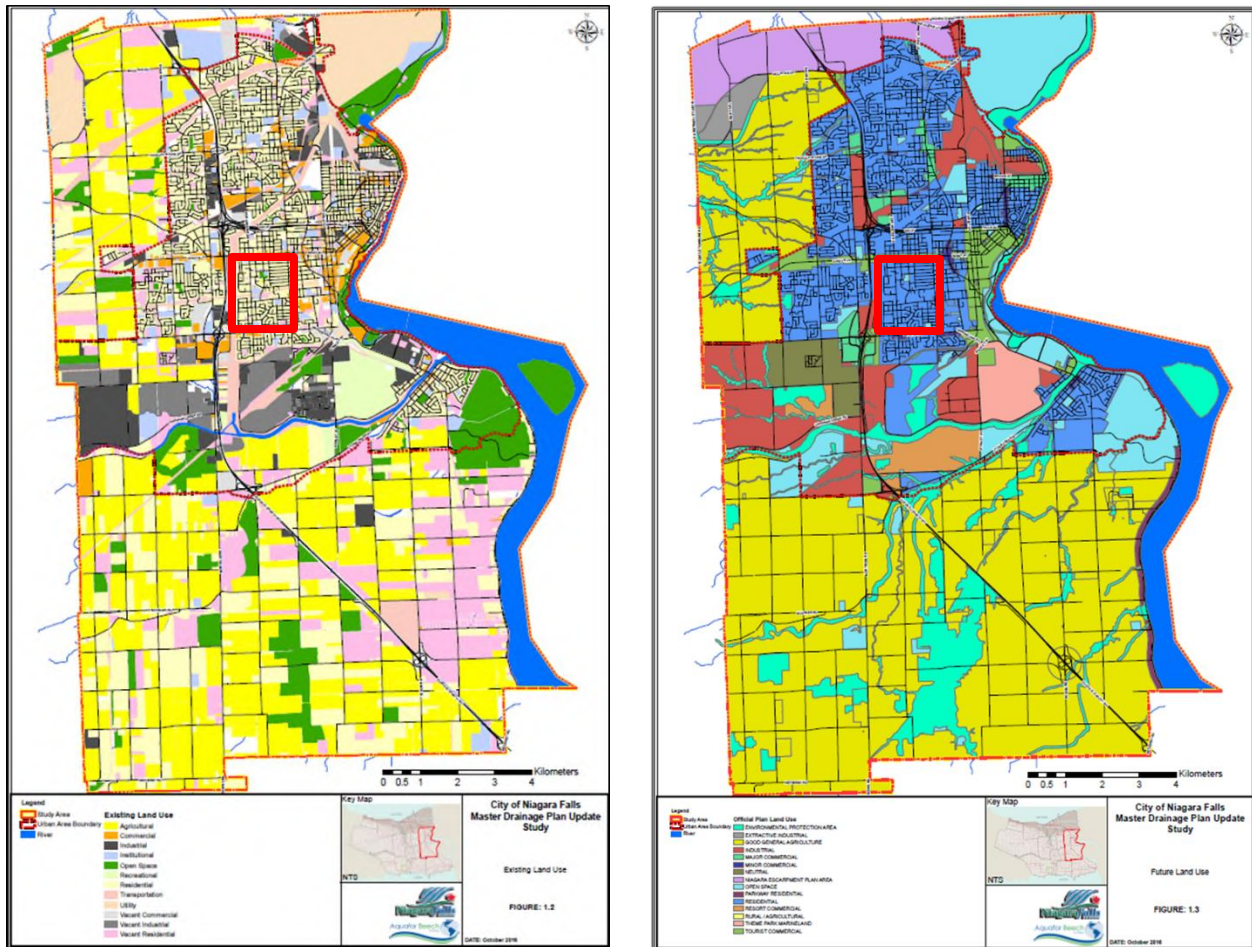 N
W E
S
0 0.5 1 2 3 4 Kilometers
Legend
Study Area
Urban Area Boundary
River
Existing Land Use
Agricultural
Commercial
Industrial
Institutional
Open Space
Recreational
Residential
Transportation
Utility
Vacant Commercial
Vacant Industrial
Vacant Residential
Key Map
NTS
City of Niagara Falls
Master Drainage Plan Update
Study
Existing Land Use
FIGURE: 1.2
Niagara Falls
Aquafor Beech
DATE: October 2016
N
W E
S
0 0.5 1 2 3 4 Kilometers
Legend
Study Area
Urban Area Boundary
River
Official Plan Land Use
ENVIRONMENTAL PROTECTION AREA
EXTRACTIVE INDUSTRIAL
GOOD GENERAL AGRICULTURE
INDUSTRIAL
MAJOR COMMERCIAL
MINOR COMMERCIAL
NEUTRAL
NIAGARA ESCARPMENT PLAN AREA
OPEN SPACE
PARKWAY RESIDENTIAL
RESIDENTIAL
RESORT COMMERCIAL
RURAL / AGRICULTURAL
THEME PARK MARINELAND
TOURIST COMMERCIAL
Key Map
NTS
City of Niagara Falls
Master Drainage Plan Update
Study
Future Land Use
FIGURE: 1.3
Niagara Falls
Aquafor Beech
DATE: October 2016